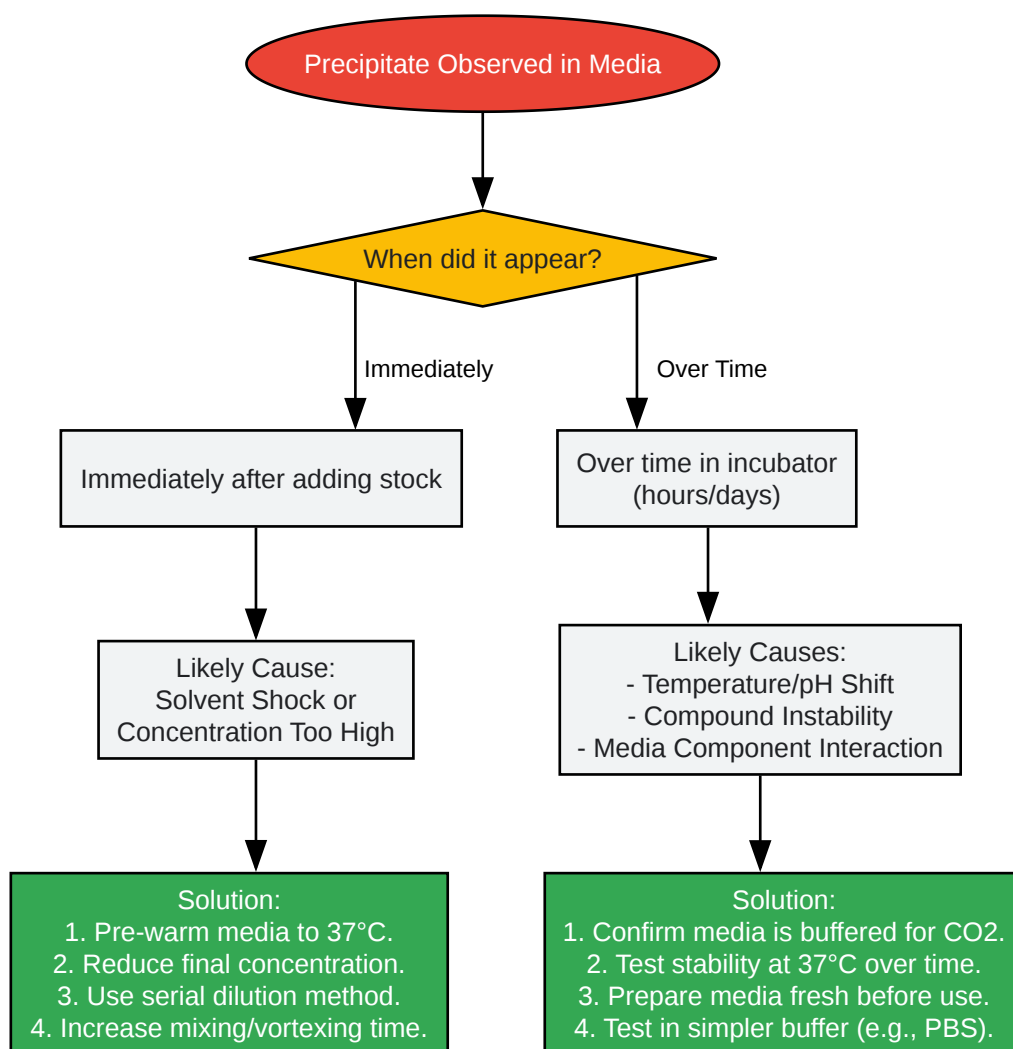 Precipitate Observed in Media
When did it appear?
Immediately
Over Time
Immediately after adding stock
Over time in incubator
(hours/days)
Likely Cause:
Solvent Shock or
Concentration Too High
Likely Causes:
- Temperature/pH Shift
- Compound Instability
- Media Component Interaction
Solution:
1. Pre-warm media to 37°C.
2. Reduce final concentration.
3. Use serial dilution method.
4. Increase mixing/vortexing time.
Solution:
1. Confirm media is buffered for CO2.
2. Test stability at 37°C over time.
3. Prepare media fresh before use.
4. Test in simpler buffer (e.g., PBS).